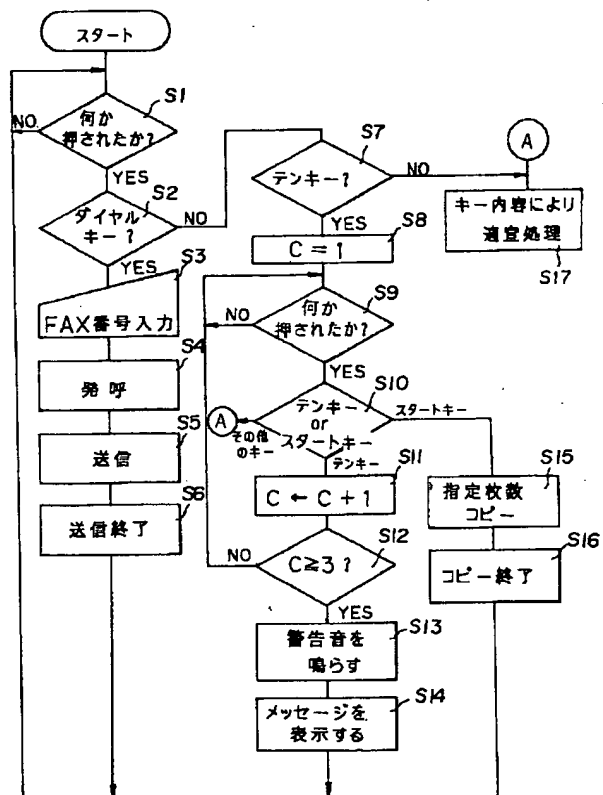 スタート
S1
NO
何か
押されたか?
YES
S2
ダイヤル
キー?
NO
YES
S3
FAX番号入力
S4
発呼
S5
送信
S6
送信終了
S7
テンキー?
NO
A
キー内容により
適宜処理
S17
YES
S8
C=1
S9
NO
何か
押されたか?
YES
S10
テンキー
or
スタートキー
スタートキー
A
その他
のキー
テンキー
S11
C←C+1
S12
NO
C≧3?
YES
S13
警告音を
鳴らす
S14
メッセージを
表示する
S15
指定枚数
コピー
S16
コピー終了